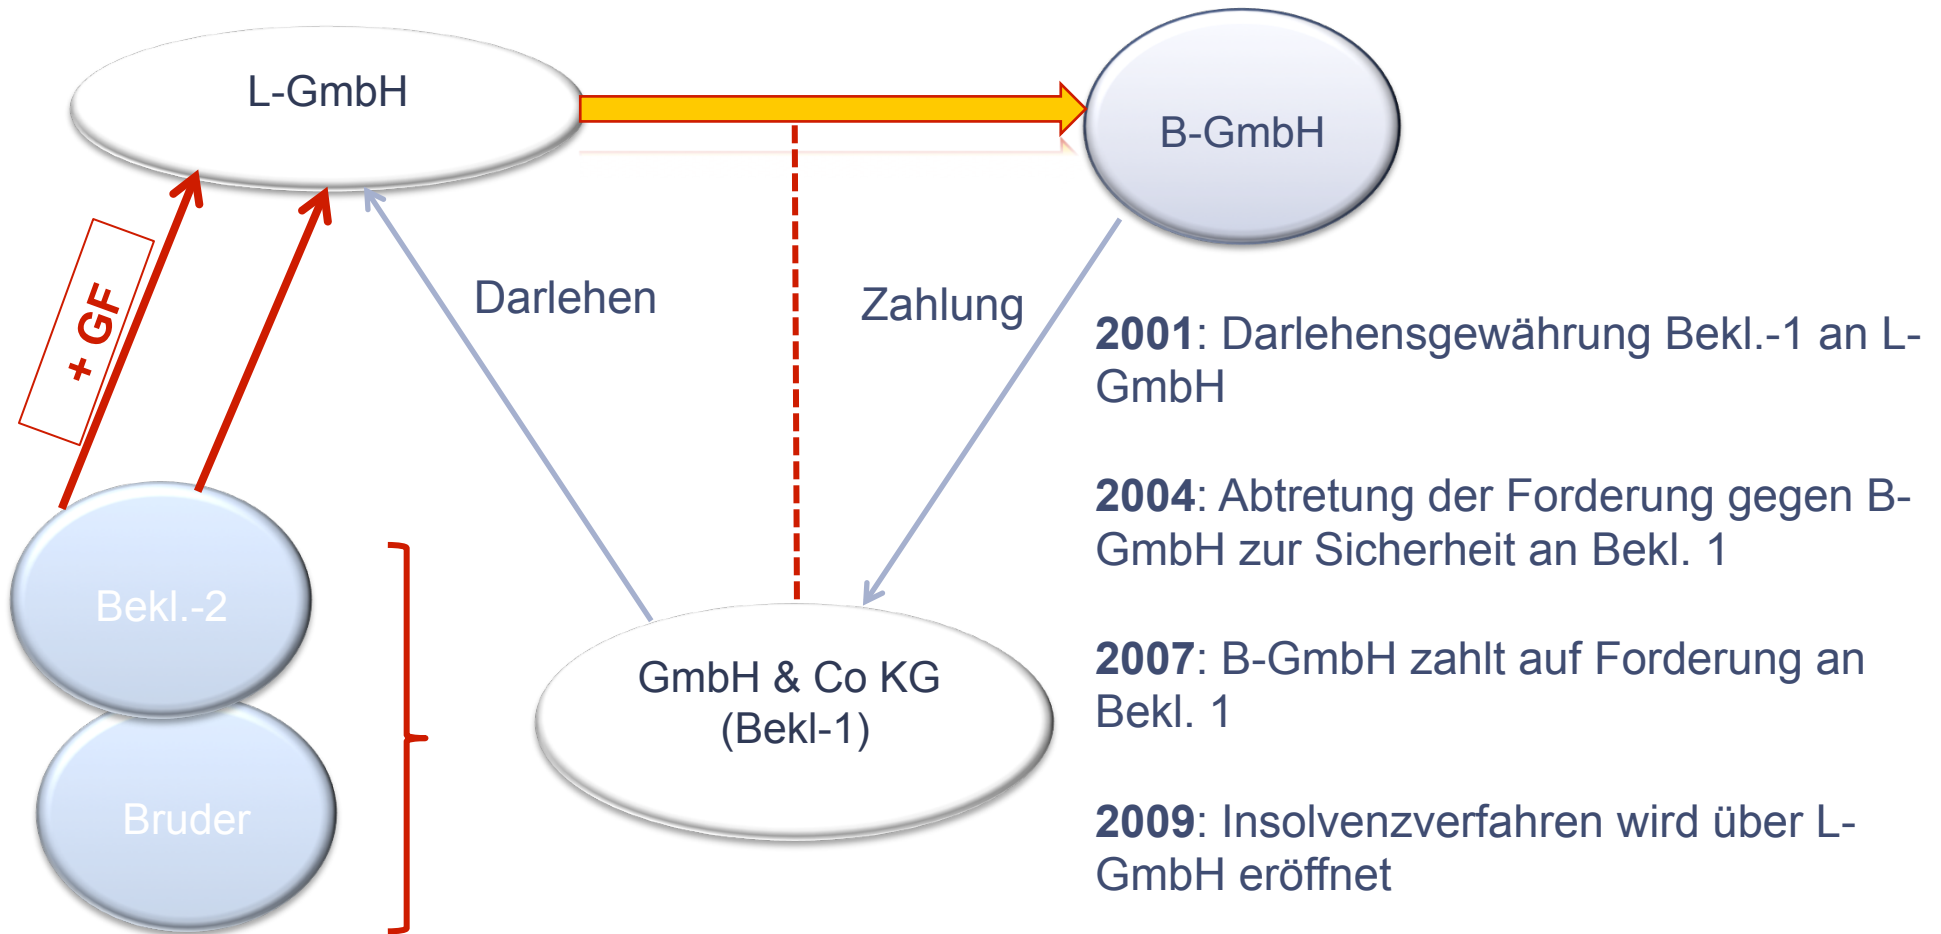 L-GmbH
B-GmbH
+ GF
Darlehen
Zahlung
2001: Darlehensgewährung Bekl.-1 an L-
GmbH
2004: Abtretung der Forderung gegen B-
GmbH zur Sicherheit an Bekl. 1
Bekl.-2
GmbH & Co KG
(Bekl-1)
2007: B-GmbH zahlt auf Forderung an
Bekl. 1
Bruder
2009: Insolvenzverfahren wird über L-
GmbH eröffnet